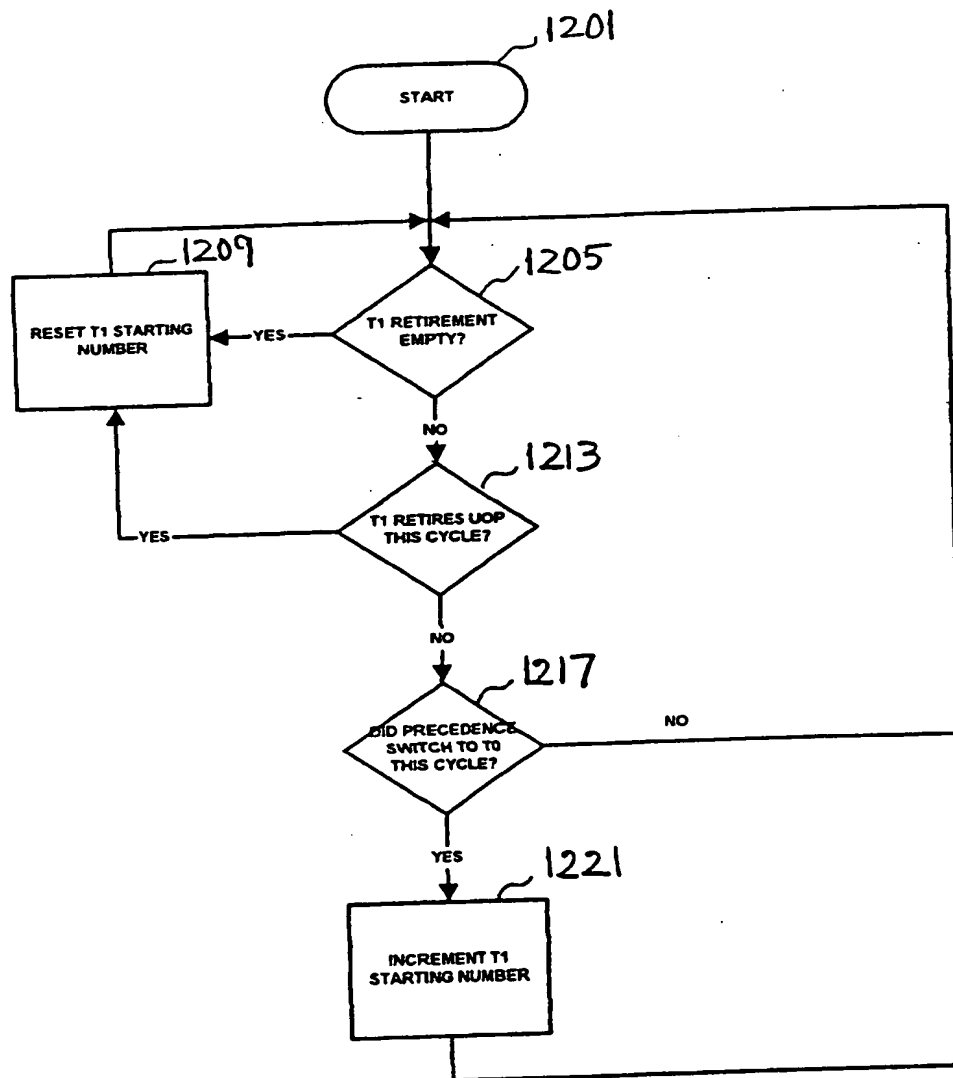 1201
START
1209
1205
RESET T1 STARTING
NUMBER
YES
T1 RETIREMENT
EMPTY?
NO
1213
YES
T1 RETIRES UOP
THIS CYCLE?
NO
1217
DID PRECEDENCE
SWITCH TO T0
THIS CYCLE?
NO
YES
1221
INCREMENT T1
STARTING NUMBER